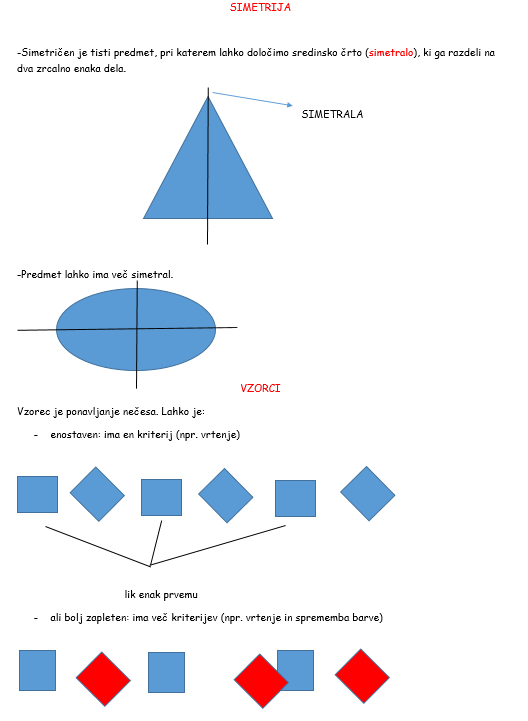 SIMETRIJA
-Simetričen je tisti predmet, pri katerem lahko določimo sredinsko črto (simetralo), ki ga razdeli na
dva zrcalno enaka dela.
SIMETRALA
-Predmet lahko ima več simetral.
VZORCI
Vzorec je ponavljanje nečesa. Lahko je:
- enostaven: ima en kriterij (npr. vrtenje)
lik enak prvemu
- ali bolj zapleten: ima več kriterijev (npr. vrtenje in sprememba barve)